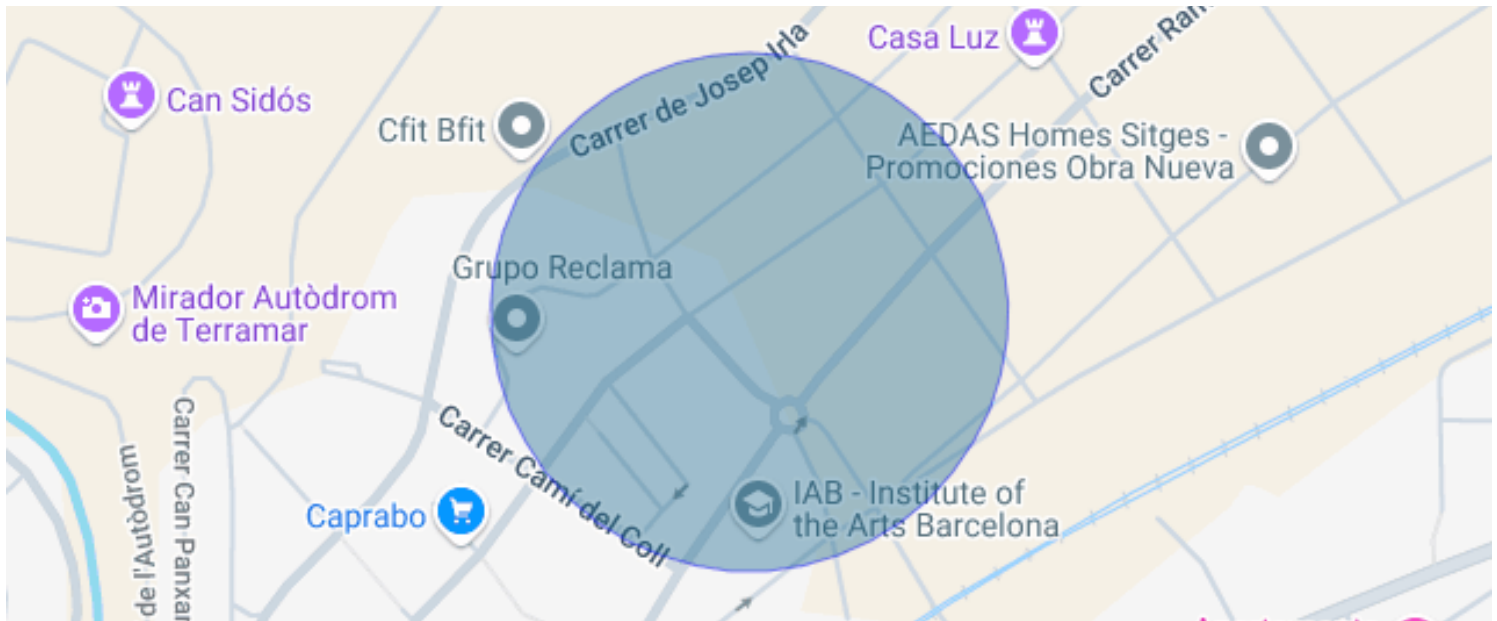 Casa Luz
Carrer Ran
Carrer de Josep Irla
Can Sidós
Cfit Bfit
AEDAS Homes Sitges -
Promociones Obra Nueva
Grupo Reclama
Mirador Autòdrom
de Terramar
Carrer Can Panxar
de l'Autòdrom
Carrer Camí del Coll
Caprabo
IAB - Institute of
the Arts Barcelona